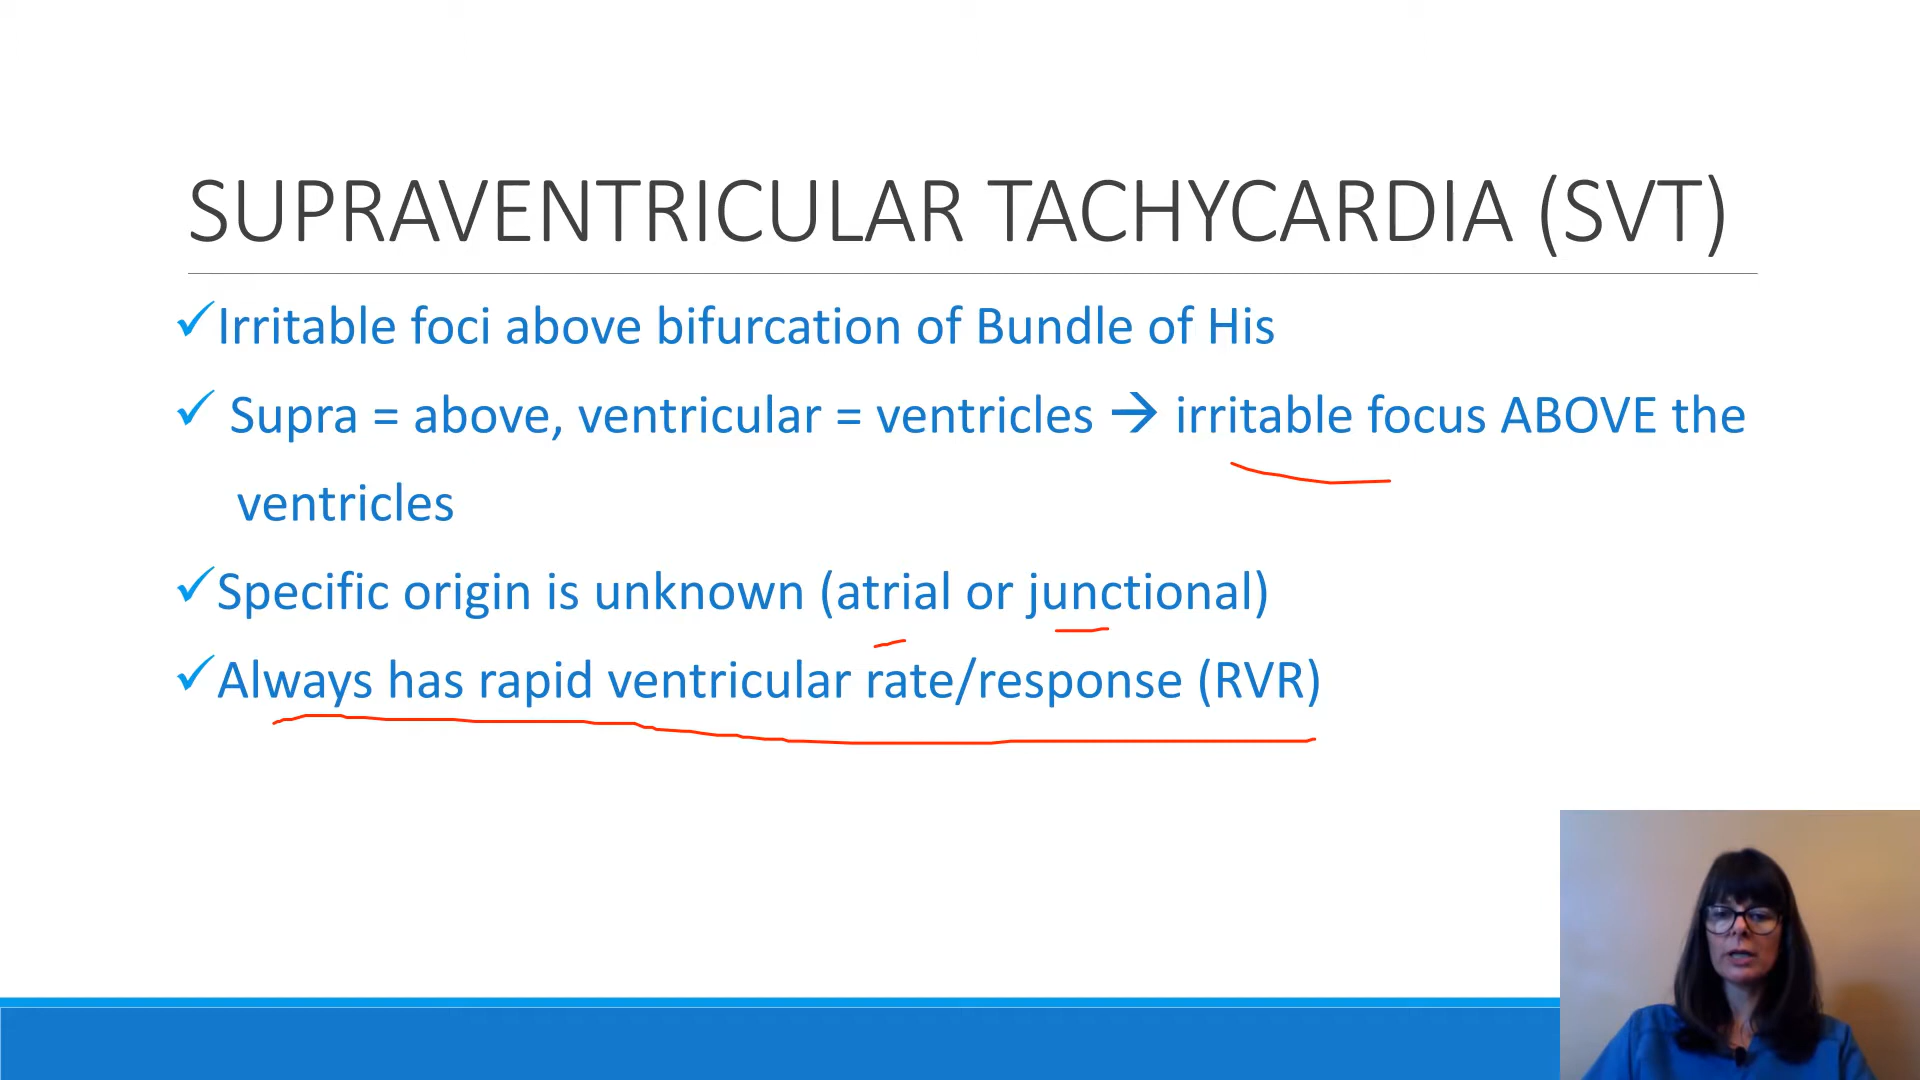 SUPRAVENTRICULAR TACHYCARDIA (SVT)
✓Irritable foci above bifurcation of Bundle of His
✓ Supra = above, ventricular = ventricles → irritable focus ABOVE the
ventricles
✓Specific origin is unknown (atrial or junctional)
✓Always has rapid ventricular rate/response (RVR)